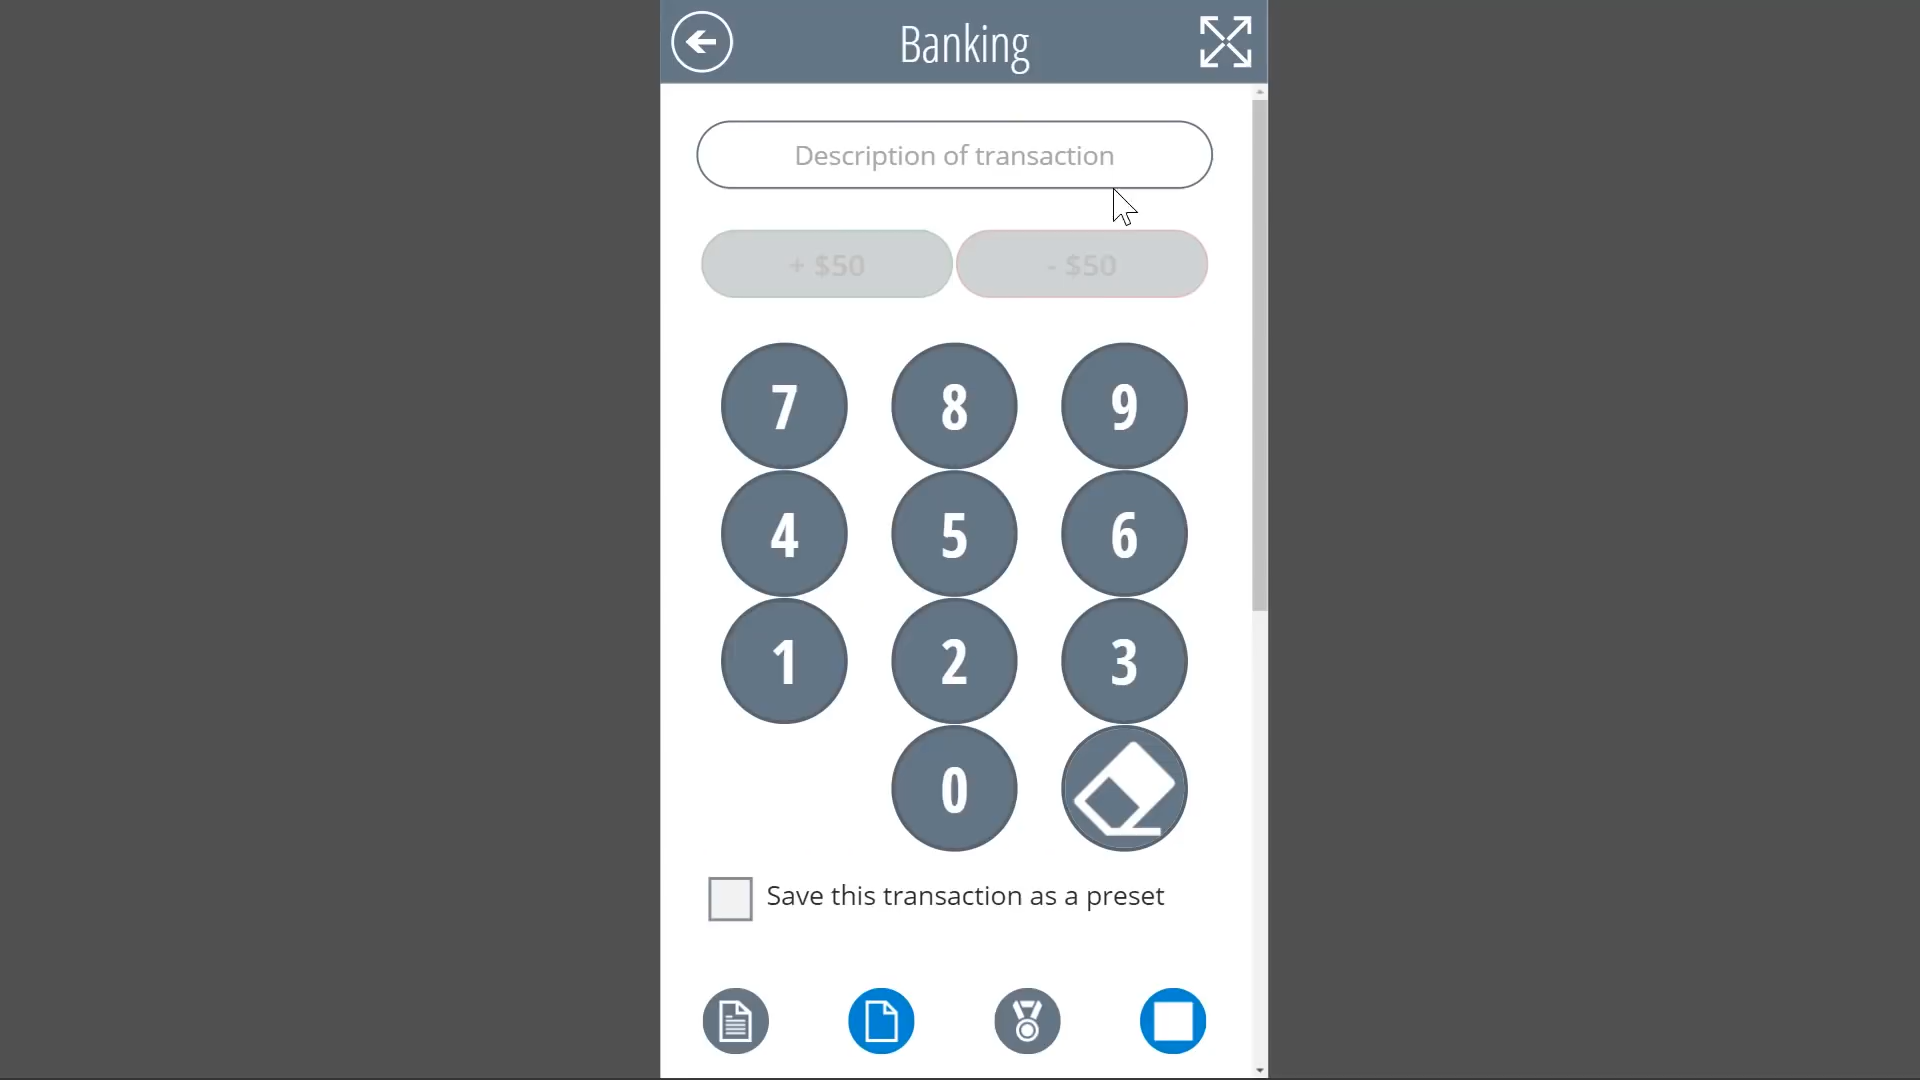 Banking
Description of transaction
+ $50 - $50
7 8 9
4 5 6
1 2 3
0
Save this transaction as a preset